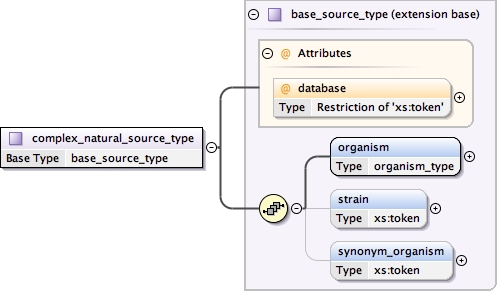 base_source_type (extension base)
@ Attributes
@ database
Type Restriction of 'xs:token'
complex_natural_source_type
Base Type base_source_type
organism
Type organism_type
strain
Type xs:token
synonym_organism
Type xs:token